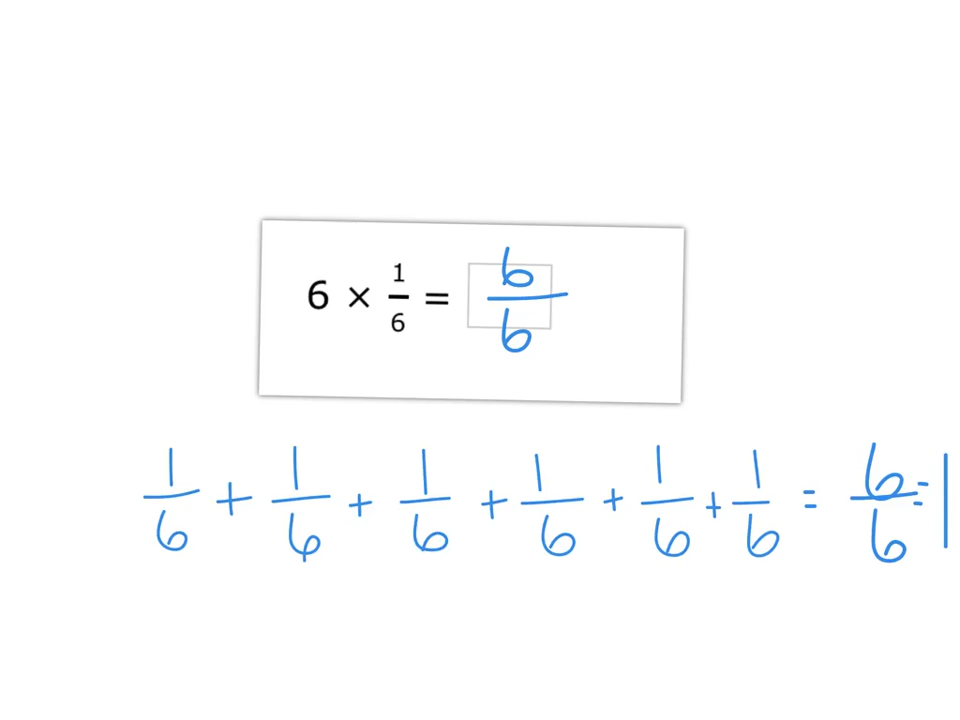 6 × 1/6 = 6/6
1/6 + 1/6 + 1/6 + 1/6 + 1/6 + 1/6 = 6/6 = 1